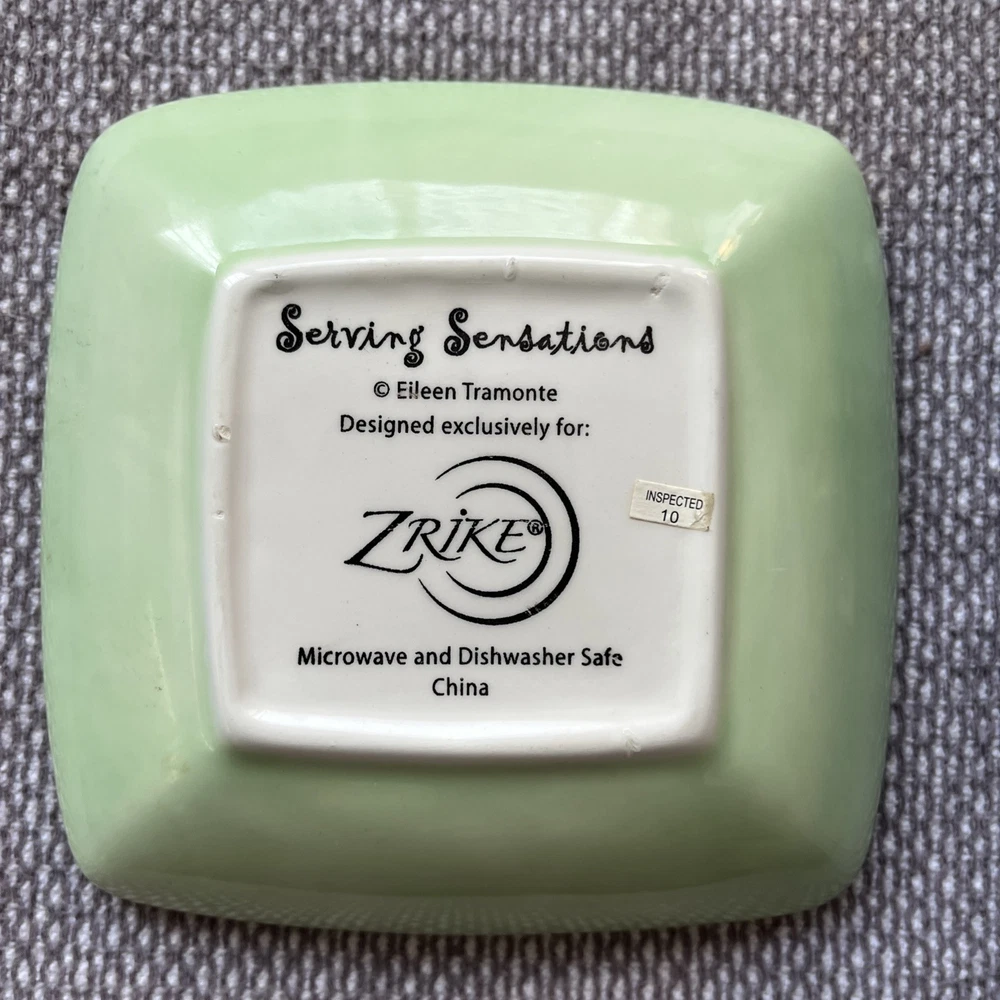 Serving Sensations
© Eileen Tramonte
Designed exclusively for:
ZRIKE®
INSPECTED
10
Microwave and Dishwasher Safe
China